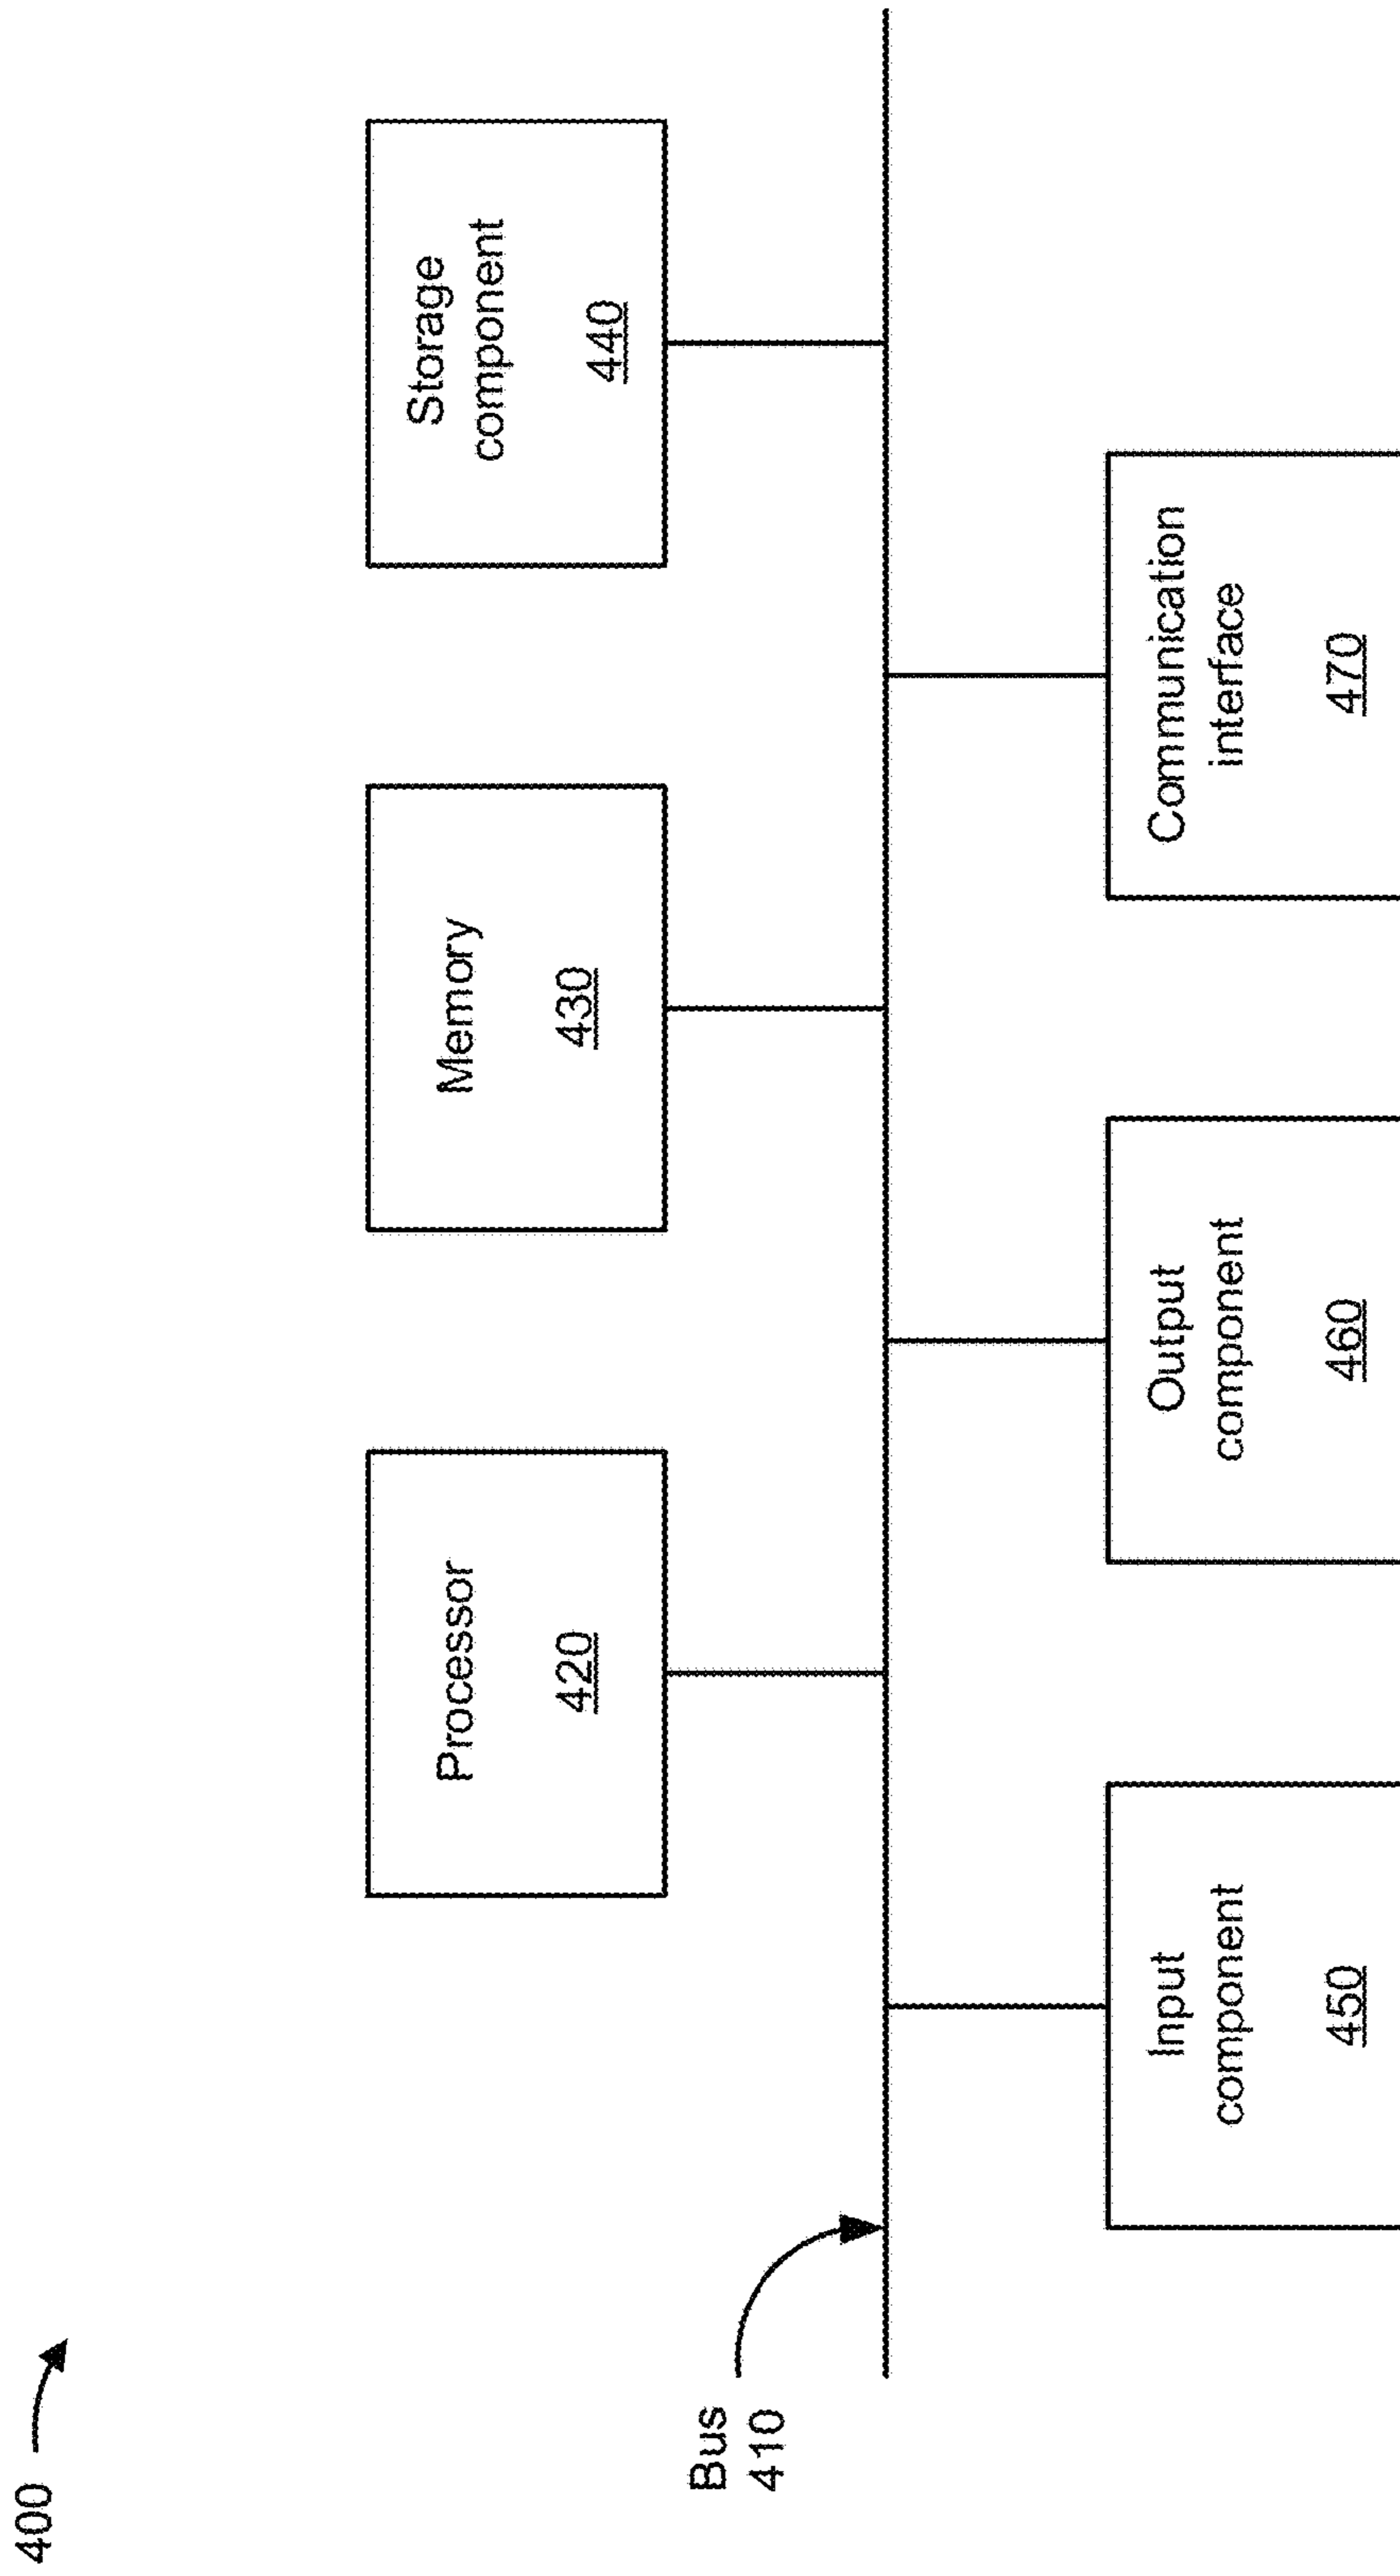 400
Processor
420
Memory
430
Storage
component
440
Bus
410
Input
component
450
Output
component
460
Communication
interface
470